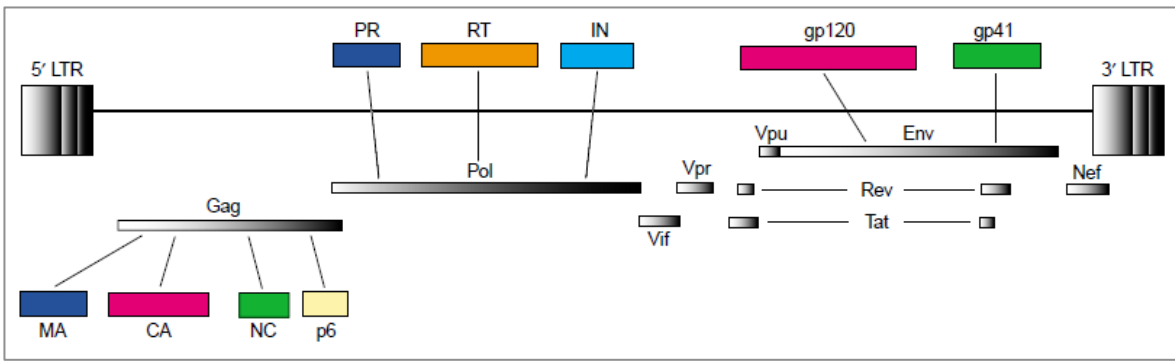 PR RT IN gp120 gp41
5′ LTR 3′ LTR
Vpu Env
Pol Vpr Rev Nef
Gag Vif Tat
MA CA NC p6